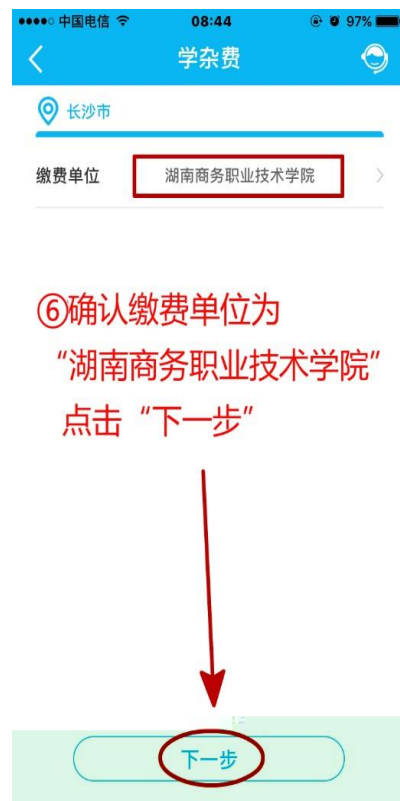 中国电信 08:44 97%
学杂费
长沙市
缴费单位 湖南商务职业技术学院
⑥确认缴费单位为
“湖南商务职业技术学院”
点击“下一步”
下一步